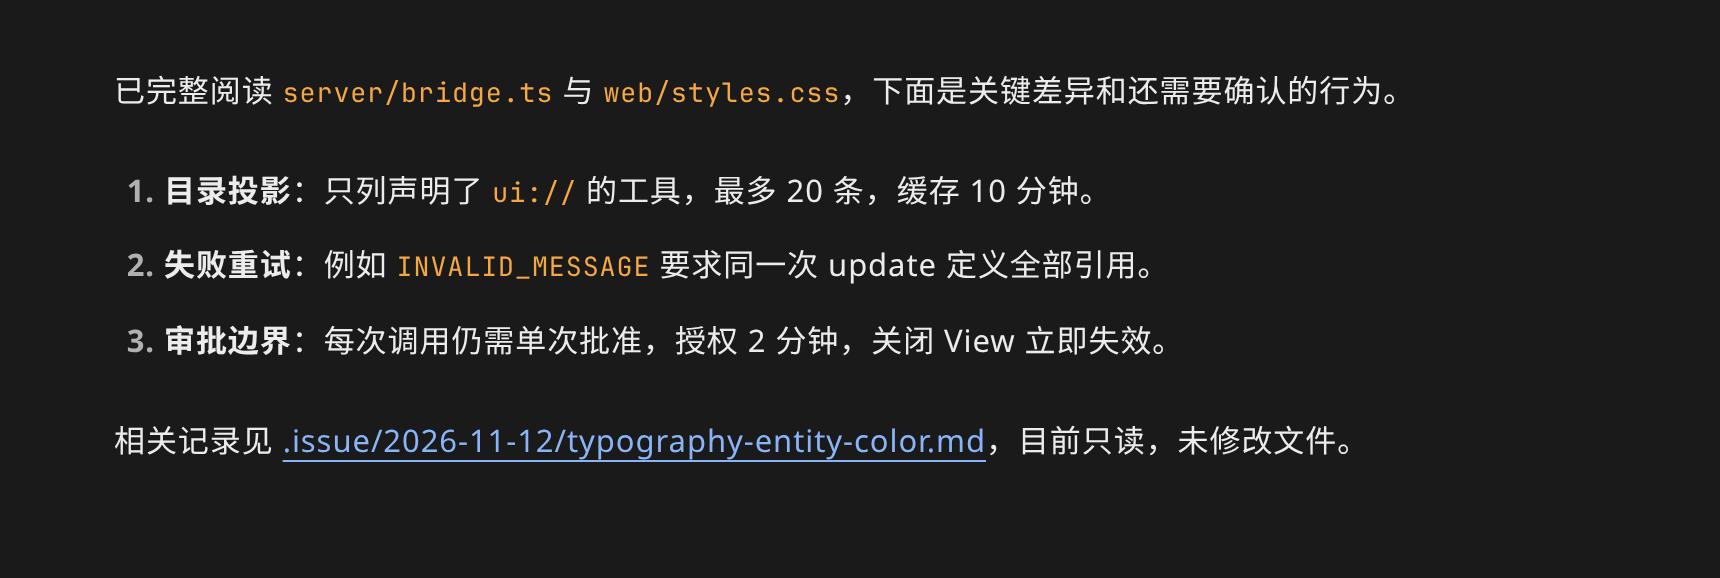 已完整阅读 server/bridge.ts 与 web/styles.css，下面是关键差异和还需要确认的行为。
1. 目录投影：只列声明了 ui:// 的工具，最多 20 条，缓存 10 分钟。
2. 失败重试：例如 INVALID_MESSAGE 要求同一次 update 定义全部引用。
3. 审批边界：每次调用仍需单次批准，授权 2 分钟，关闭 View 立即失效。
相关记录见 .issue/2026-11-12/typography-entity-color.md，目前只读，未修改文件。